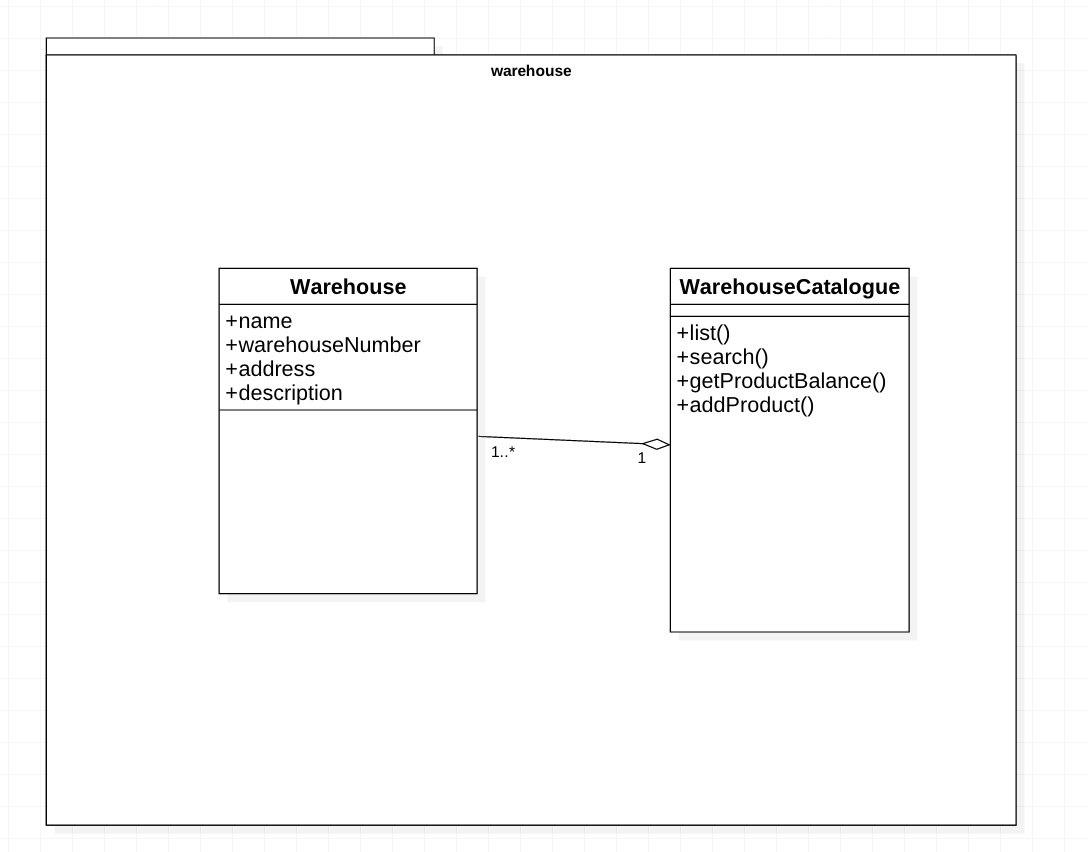 warehouse
Warehouse
+name
+warehouseNumber
+address
+description
WarehouseCatalogue
+list()
+search()
+getProductBalance()
+addProduct()
1..*
1